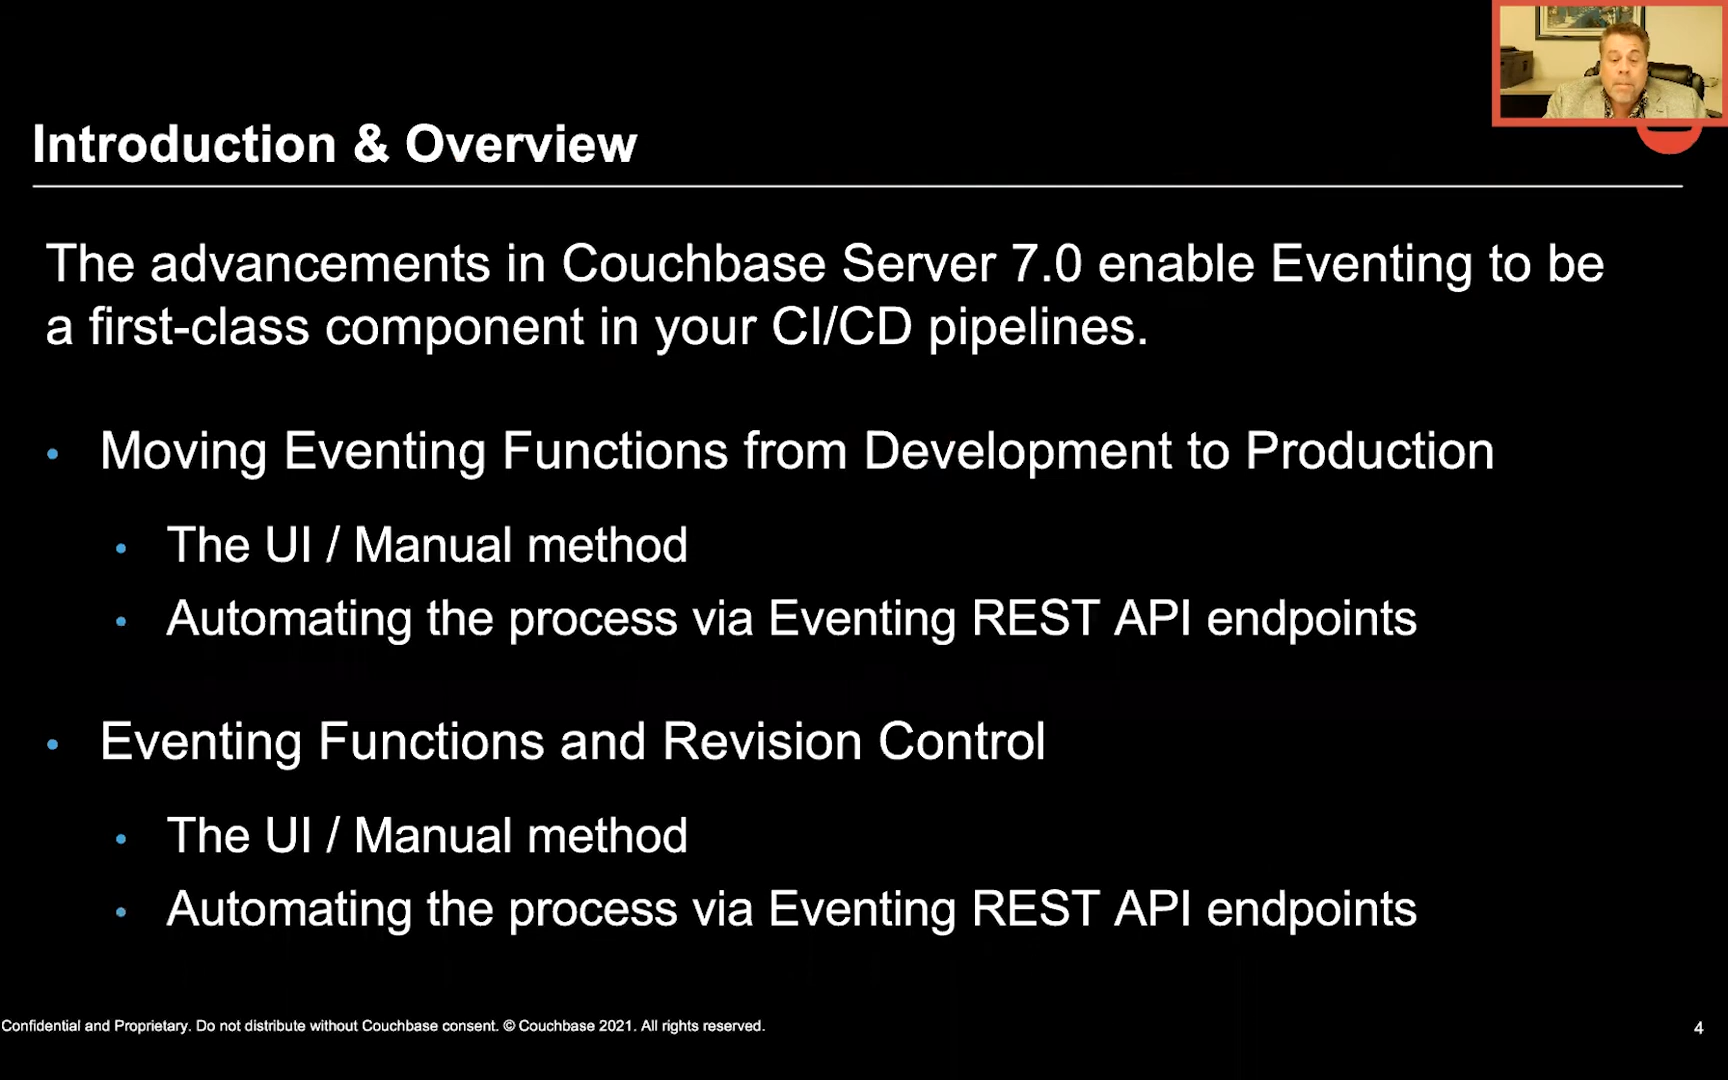 Introduction & Overview
The advancements in Couchbase Server 7.0 enable Eventing to be
a first-class component in your CI/CD pipelines.
• Moving Eventing Functions from Development to Production
• The UI / Manual method
• Automating the process via Eventing REST API endpoints
• Eventing Functions and Revision Control
• The UI / Manual method
• Automating the process via Eventing REST API endpoints
Confidential and Proprietary. Do not distribute without Couchbase consent. © Couchbase 2021. All rights reserved.
4